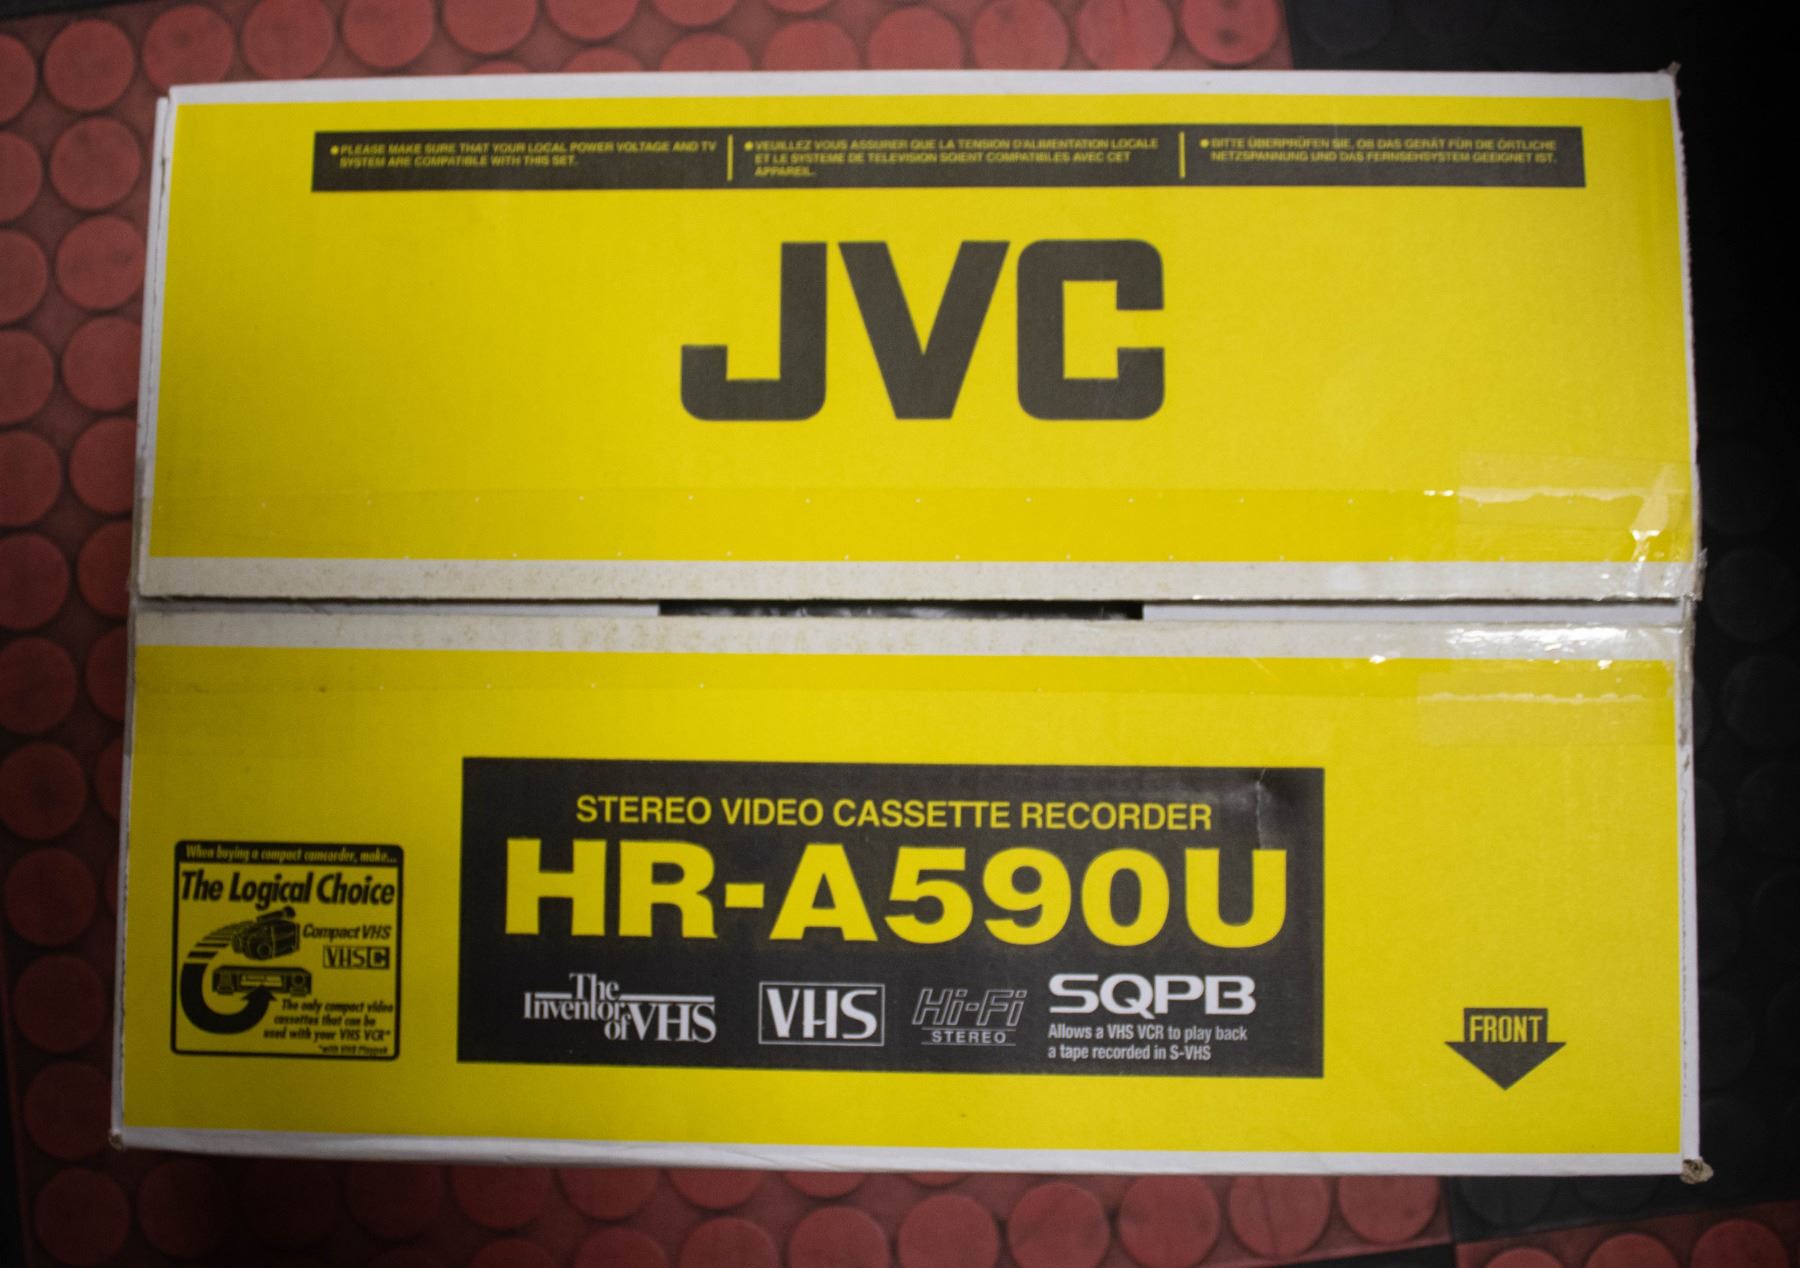 ●PLEASE MAKE SURE THAT YOUR LOCAL POWER VOLTAGE AND TV
SYSTEM ARE COMPATIBLE WITH THIS SET.
●VEUILLEZ VOUS ASSURER QUE LA TENSION D'ALIMENTATION LOCALE
ET LE SYSTEME DE TELEVISION SOIENT COMPATIBLES AVEC CET
APPAREIL.
●BITTE ÜBERPRÜFEN SIE, OB DAS GERÄT FÜR DIE ÖRTLICHE
NETZSPANNUNG UND DAS FERNSEHSYSTEM GEEIGNET IST.
JVC
When buying a compact camcorder, make...
The Logical Choice
Compact VHS
VHS C
The only compact video
cassettes that can be
used with your VHS VCR*
*with VHS Playpak
STEREO VIDEO CASSETTE RECORDER
HR-A590U
The
Inventor
of VHS
VHS
Hi-Fi
STEREO
SQPB
Allows a VHS VCR to play back
a tape recorded in S-VHS
FRONT